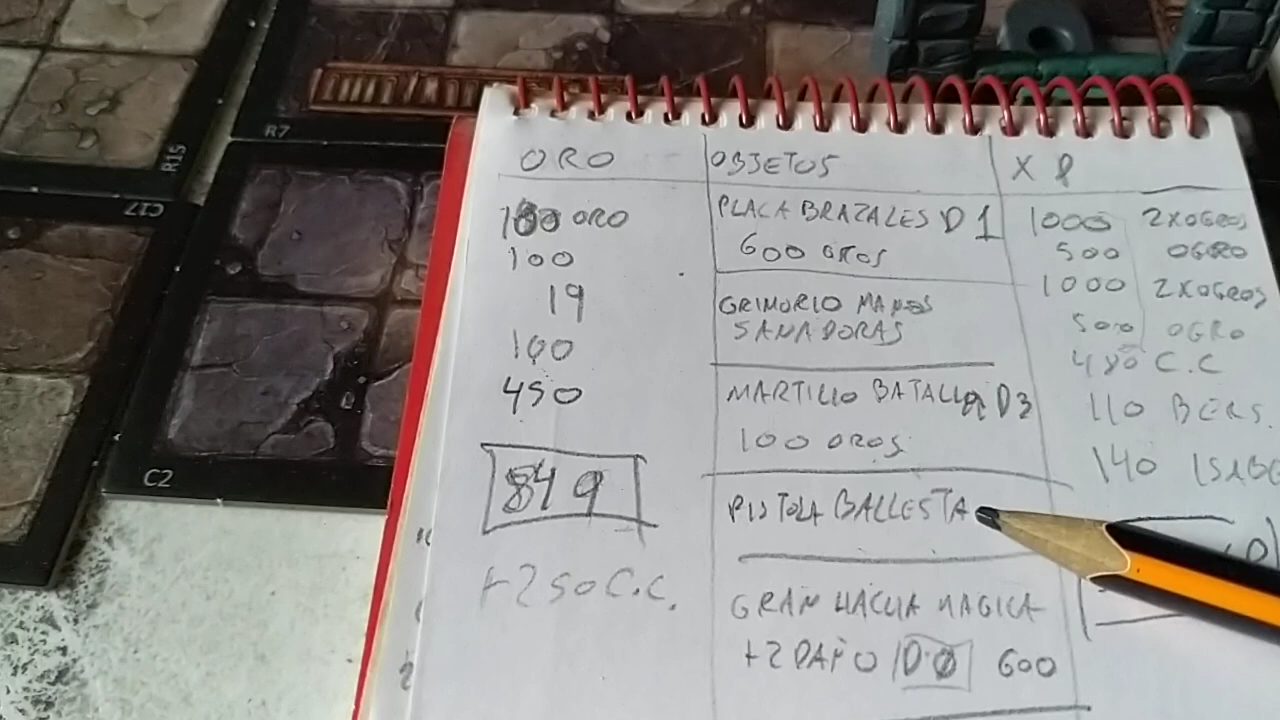 R7
R15
C17
C2
ORO
OBJETOS
XP
100 ORO
100
19
100
450
849
+250 C.C.
PLACA BRAZALES D 1
600 OROS
GRIMORIO MANOS
SANADORAS
MARTILLO BATALLA D3
100 OROS
PISTOLA BALLESTA
GRAN HACHA MAGICA
+2 DAÑO D0 600
1000 2XOGROS
500 OGRO
1000 2XOGROS
500 OGRO
480 C.C
110 BERS.
140